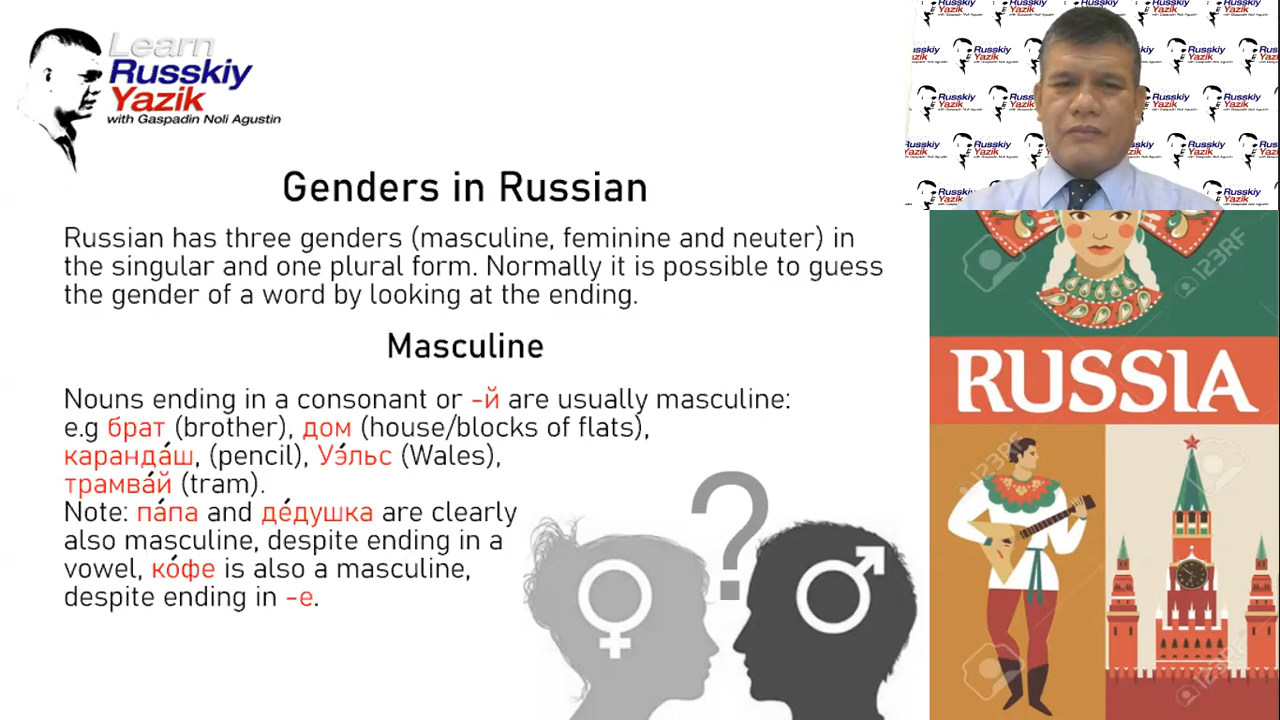 Learn
Russkiy
Yazik
with Gaspadin Noli Agustin
Genders in Russian
Russian has three genders (masculine, feminine and neuter) in
the singular and one plural form. Normally it is possible to guess
the gender of a word by looking at the ending.
Masculine
Nouns ending in a consonant or -й are usually masculine:
e.g брат (brother), дом (house/blocks of flats),
каранда́ш, (pencil), Уэ́льс (Wales),
трамва́й (tram).
Note: па́па and де́душка are clearly
also masculine, despite ending in a
vowel, ко́фе is also a masculine,
despite ending in -е.
?
Russkiy
Yazik
RUSSIA
123RF